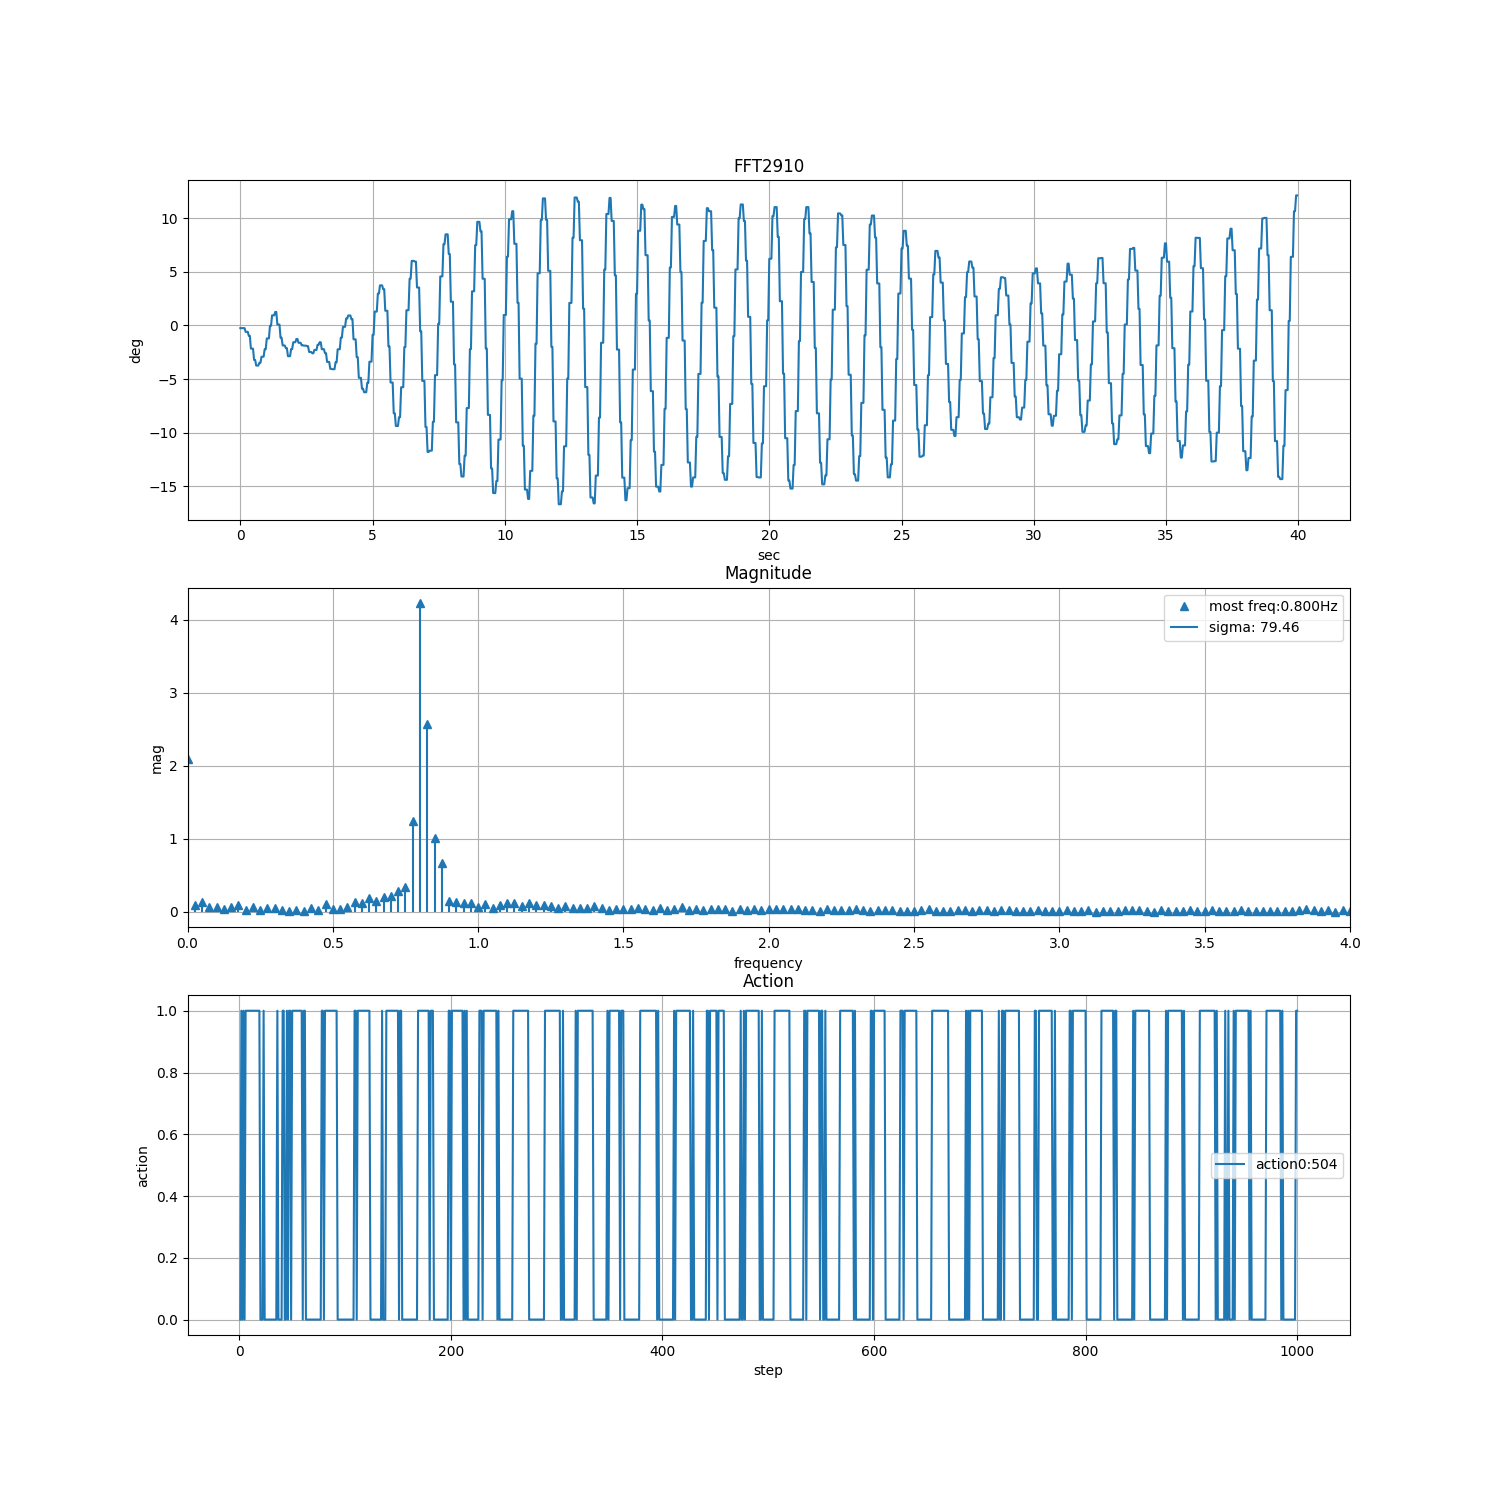 FFT2910
10
5
0
−5
−10
−15
deg
0 5 10 15 20 25 30 35 40
sec
Magnitude
most freq:0.800Hz
sigma: 79.46
4
3
2
1
0
mag
0.0 0.5 1.0 1.5 2.0 2.5 3.0 3.5 4.0
frequency
Action
1.0
0.8
0.6
0.4
0.2
0.0
action
action0:504
0 200 400 600 800 1000
step